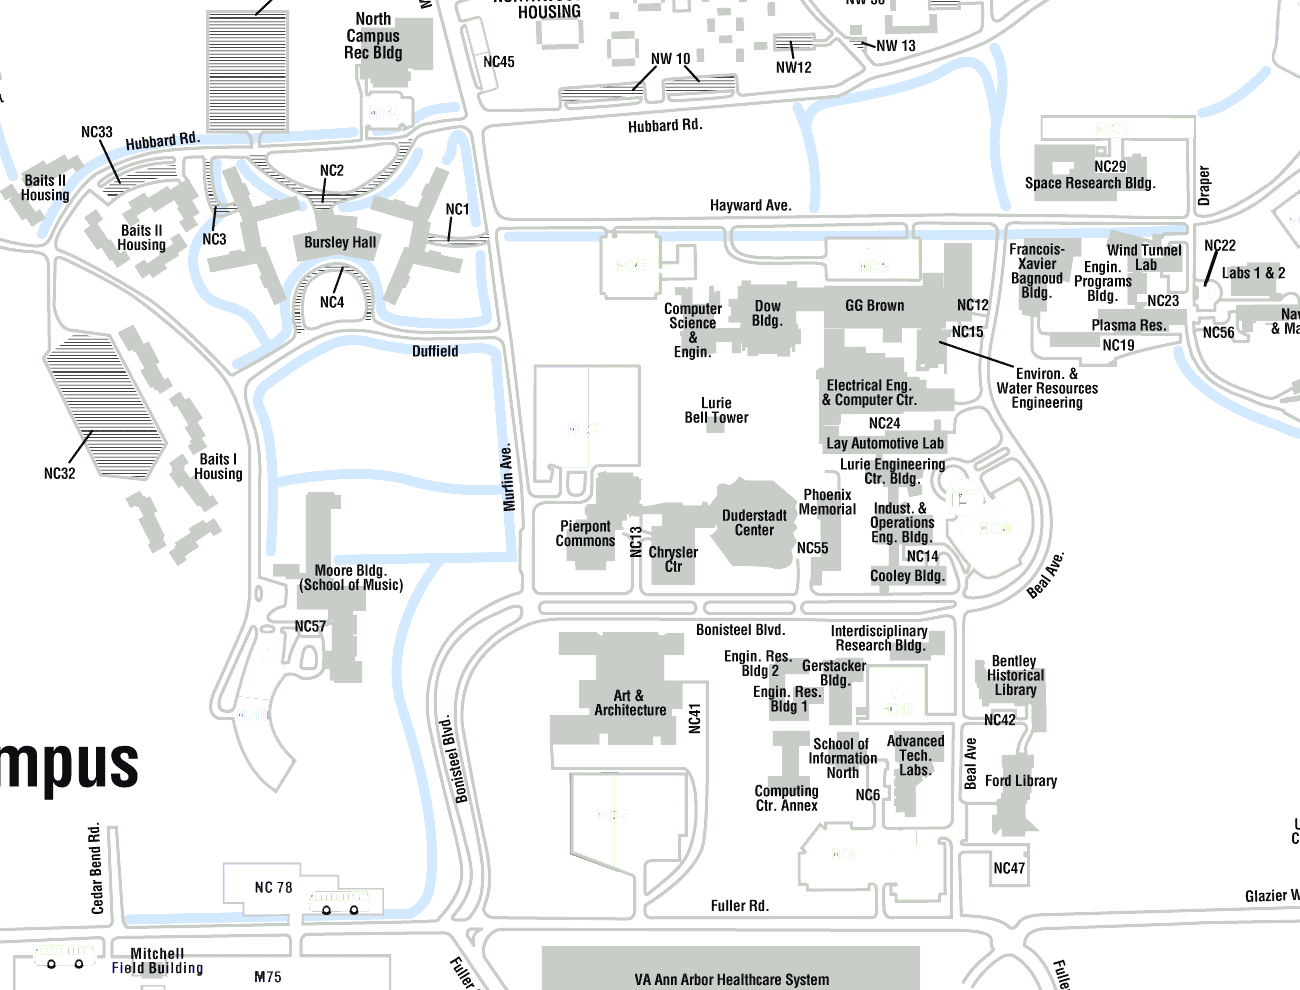 HOUSING
North
Campus
Rec Bldg
NC45
NW 10
NW12
NW 13
NC33
Hubbard Rd.
Hubbard Rd.
Baits II
Housing
NC2
NC1
NC3
Baits II
Housing
Bursley Hall
NC4
Hayward Ave.
NC29
Space Research Bldg.
Draper
Francois-
Xavier
Bagnoud
Bldg.
Wind Tunnel
Lab
Engin.
Programs
Bldg.
NC23
NC22
Labs 1 & 2
Plasma Res.
NC56
NC19
Computer
Science
&
Engin.
Dow
Bldg.
GG Brown
NC12
NC15
Environ. &
Water Resources
Engineering
Duffield
Electrical Eng.
& Computer Ctr.
Lurie
Bell Tower
NC24
Lay Automotive Lab
Lurie Engineering
Ctr. Bldg.
NC32
Baits I
Housing
Murfin Ave.
Phoenix
Memorial
Indust. &
Operations
Eng. Bldg.
Pierpont
Commons
NC13
Chrysler
Ctr
Duderstadt
Center
NC55
NC14
Cooley Bldg.
Beal Ave.
Moore Bldg.
(School of Music)
NC57
Bonisteel Blvd.
Interdisciplinary
Research Bldg.
Engin. Res.
Bldg 2
Gerstacker
Bldg.
Engin. Res.
Bldg 1
Bentley
Historical
Library
Art &
Architecture
NC41
NC42
Bonisteel Blvd.
School of
Information
North
Advanced
Tech.
Labs.
Beal Ave
Ford Library
mpus
Computing
Ctr. Annex
NC6
Cedar Bend Rd.
NC47
NC 78
Fuller Rd.
Glazier W
Mitchell
Field Building
M75
Fuller
VA Ann Arbor Healthcare System
Fulle